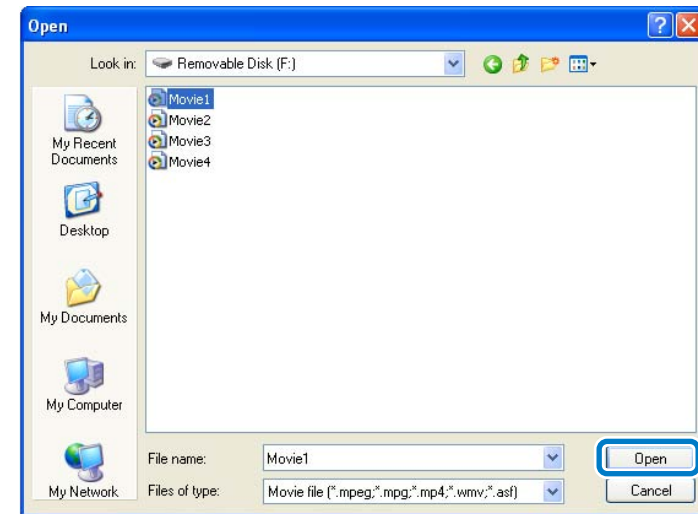 Open
Look in: Removable Disk (F:)
My Recent
Documents
Desktop
My Documents
My Computer
My Network
Movie1
Movie2
Movie3
Movie4
File name: Movie1 Open
Files of type: Movie file (*.mpeg;*.mpg;*.mp4;*.wmv;*.asf) Cancel